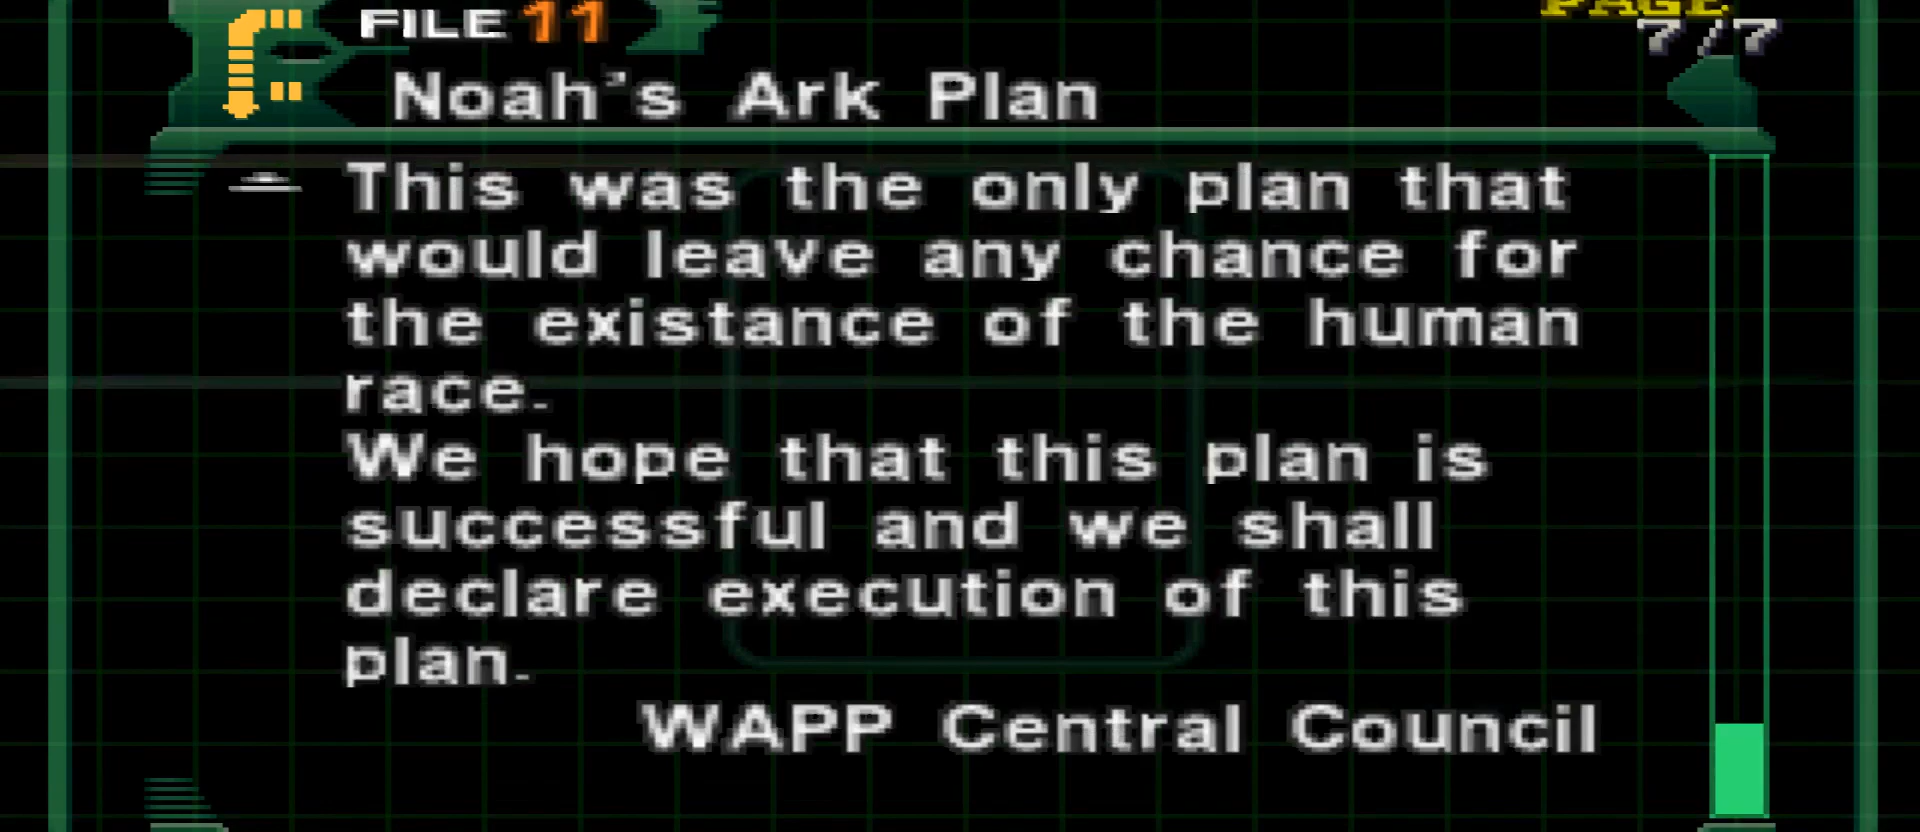 FILE 11
PAGE
7/7
Noah's Ark Plan
This was the only plan that
would leave any chance for
the existance of the human
race.
We hope that this plan is
successful and we shall
declare execution of this
plan.
WAPP Central Council